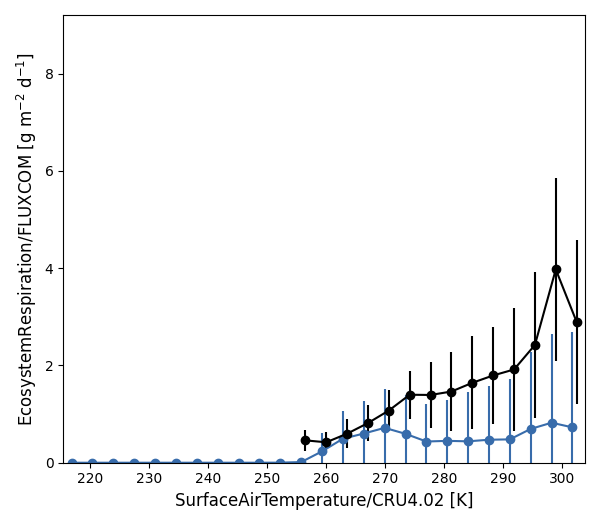 EcosystemRespiration/FLUXCOM [g m⁻² d⁻¹]
8
6
4
2
0
220 230 240 250 260 270 280 290 300
SurfaceAirTemperature/CRU4.02 [K]